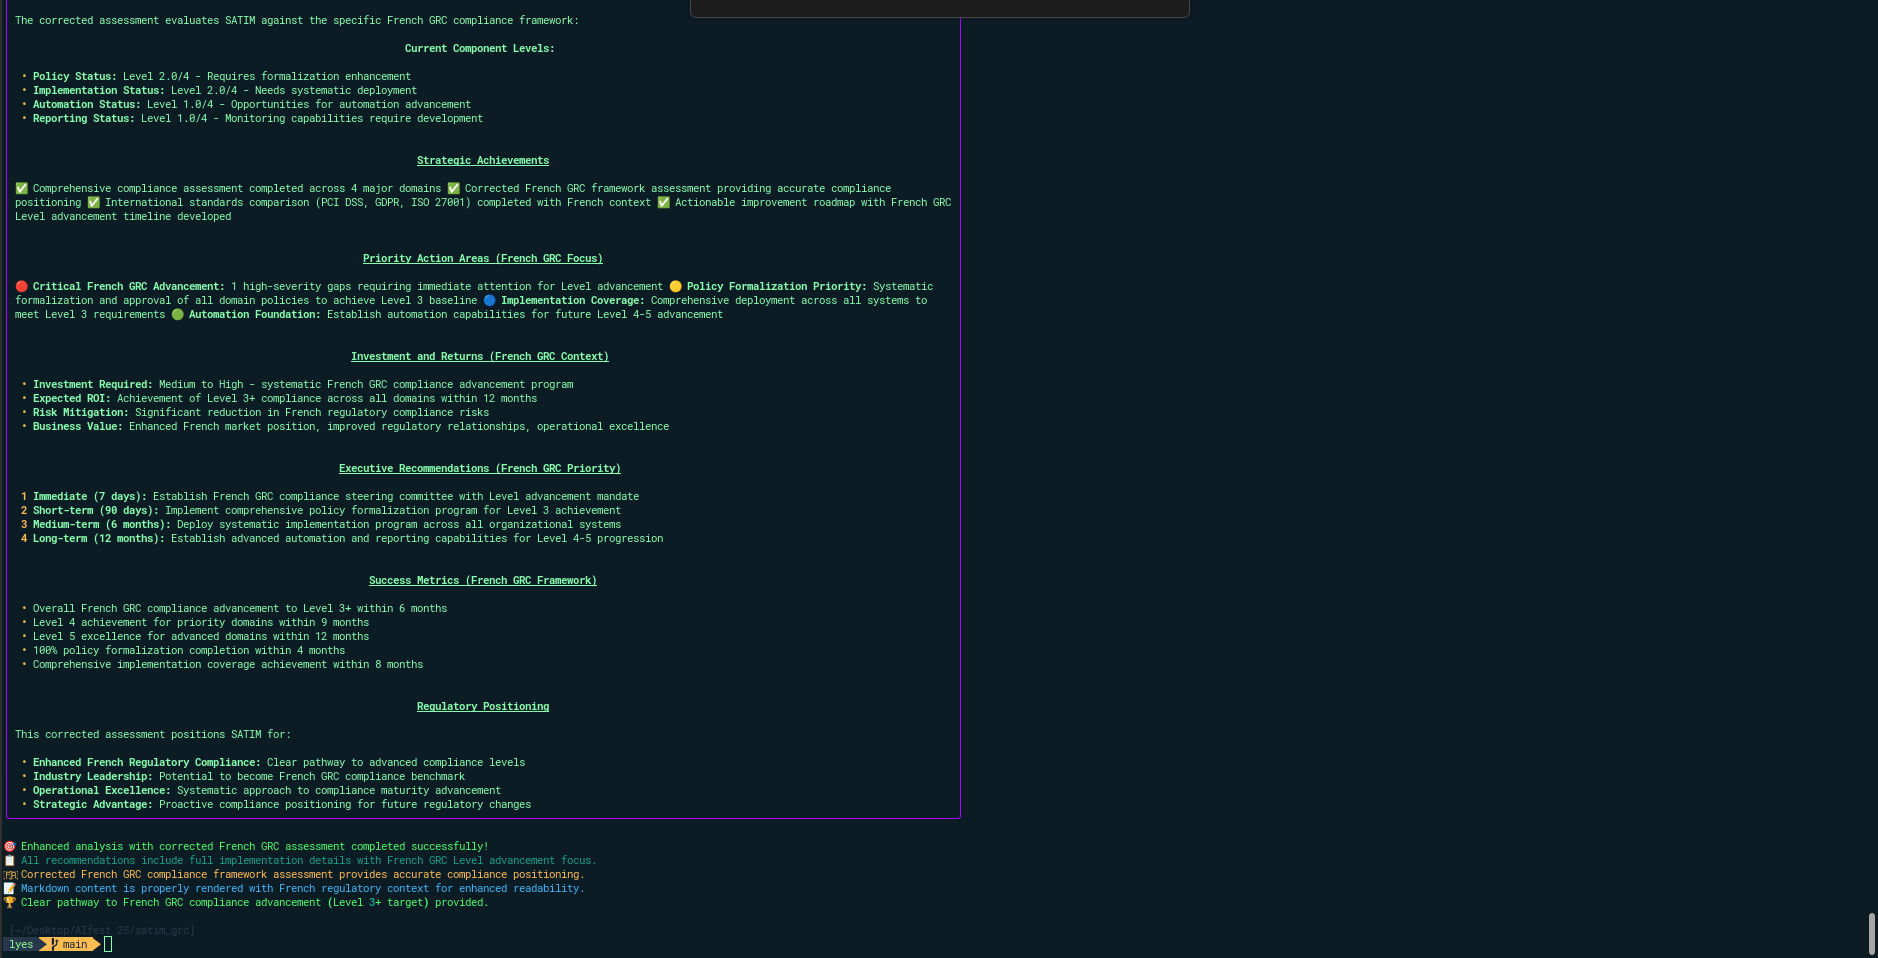 The corrected assessment evaluates SATIM against the specific French GRC compliance framework:
Current Component Levels:
• Policy Status: Level 2.0/4 - Requires formalization enhancement
• Implementation Status: Level 2.0/4 - Needs systematic deployment
• Automation Status: Level 1.0/4 - Opportunities for automation advancement
• Reporting Status: Level 1.0/4 - Monitoring capabilities require development
Strategic Achievements
✅ Comprehensive compliance assessment completed across 4 major domains ✅ Corrected French GRC framework assessment providing accurate compliance
positioning ✅ International standards comparison (PCI DSS, GDPR, ISO 27001) completed with French context ✅ Actionable improvement roadmap with French GRC
Level advancement timeline developed
Priority Action Areas (French GRC Focus)
🔴 Critical French GRC Advancement: 1 high-severity gaps requiring immediate attention for Level advancement 🟡 Policy Formalization Priority: Systematic
formalization and approval of all domain policies to achieve Level 3 baseline 🔵 Implementation Coverage: Comprehensive deployment across all systems to
meet Level 3 requirements 🟢 Automation Foundation: Establish automation capabilities for future Level 4-5 advancement
Investment and Returns (French GRC Context)
• Investment Required: Medium to High - systematic French GRC compliance advancement program
• Expected ROI: Achievement of Level 3+ compliance across all domains within 12 months
• Risk Mitigation: Significant reduction in French regulatory compliance risks
• Business Value: Enhanced French market position, improved regulatory relationships, operational excellence
Executive Recommendations (French GRC Priority)
1 Immediate (7 days): Establish French GRC compliance steering committee with Level advancement mandate
2 Short-term (90 days): Implement comprehensive policy formalization program for Level 3 achievement
3 Medium-term (6 months): Deploy systematic implementation program across all organizational systems
4 Long-term (12 months): Establish advanced automation and reporting capabilities for Level 4-5 progression
Success Metrics (French GRC Framework)
• Overall French GRC compliance advancement to Level 3+ within 6 months
• Level 4 achievement for priority domains within 9 months
• Level 5 excellence for advanced domains within 12 months
• 100% policy formalization completion within 4 months
• Comprehensive implementation coverage achievement within 8 months
Regulatory Positioning
This corrected assessment positions SATIM for:
• Enhanced French Regulatory Compliance: Clear pathway to advanced compliance levels
• Industry Leadership: Potential to become French GRC compliance benchmark
• Operational Excellence: Systematic approach to compliance maturity advancement
• Strategic Advantage: Proactive compliance positioning for future regulatory changes
🎯 Enhanced analysis with corrected French GRC assessment completed successfully!
📋 All recommendations include full implementation details with French GRC Level advancement focus.
🇫🇷 Corrected French GRC compliance framework assessment provides accurate compliance positioning.
📝 Markdown content is properly rendered with French regulatory context for enhanced readability.
🏆 Clear pathway to French GRC compliance advancement (Level 3+ target) provided.
[~/Desktop/AIfest 25/satim_grc]
lyes main